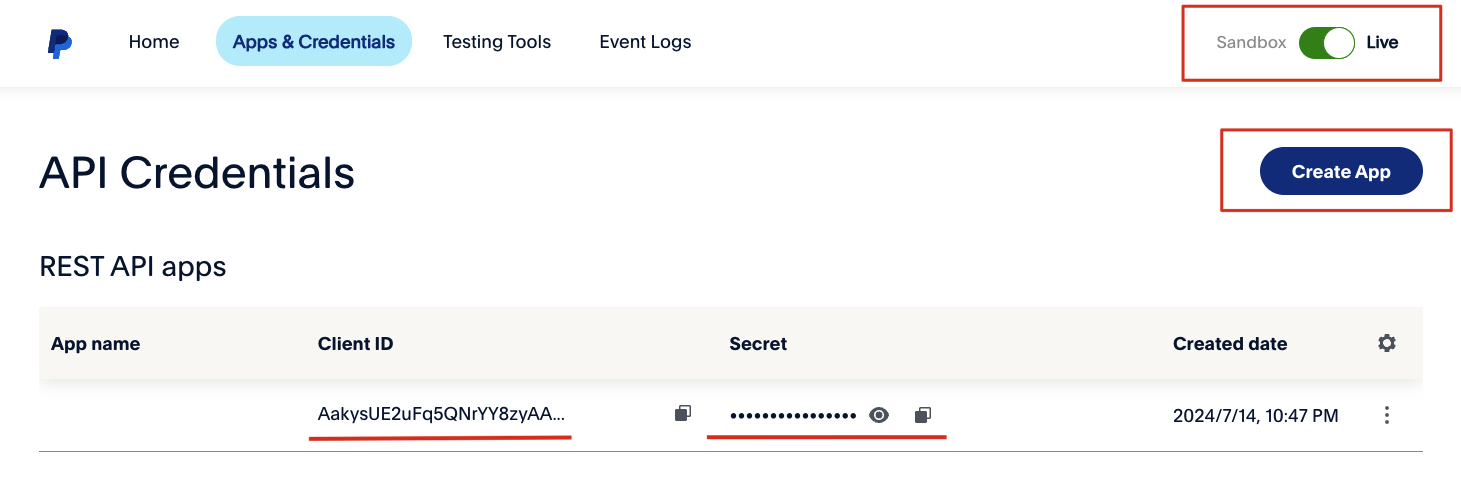 Home Apps & Credentials Testing Tools Event Logs Sandbox Live
API Credentials Create App
REST API apps
App name Client ID Secret Created date
AakysUE2uFq5QNrYY8zyAA... •••••••••••••••• 2024/7/14, 10:47 PM